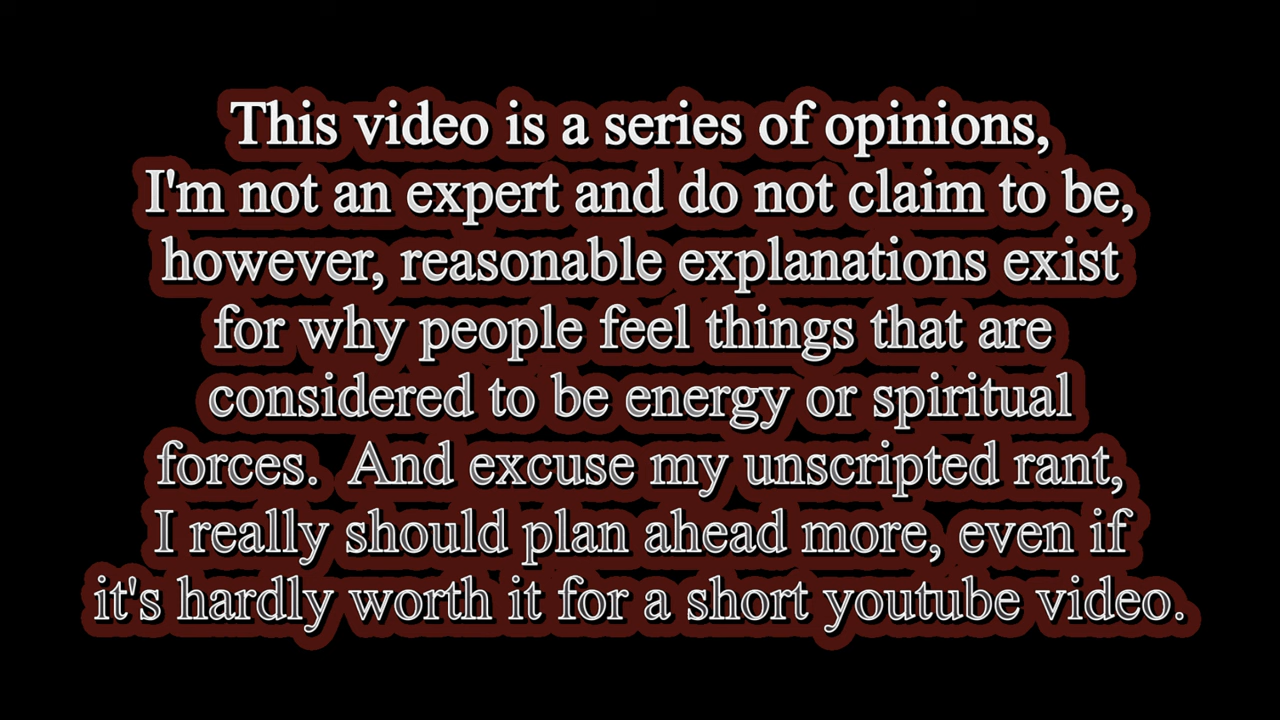 This video is a series of opinions,
I'm not an expert and do not claim to be,
however, reasonable explanations exist
for why people feel things that are
considered to be energy or spiritual
forces.  And excuse my unscripted rant,
I really should plan ahead more, even if
it's hardly worth it for a short youtube video.